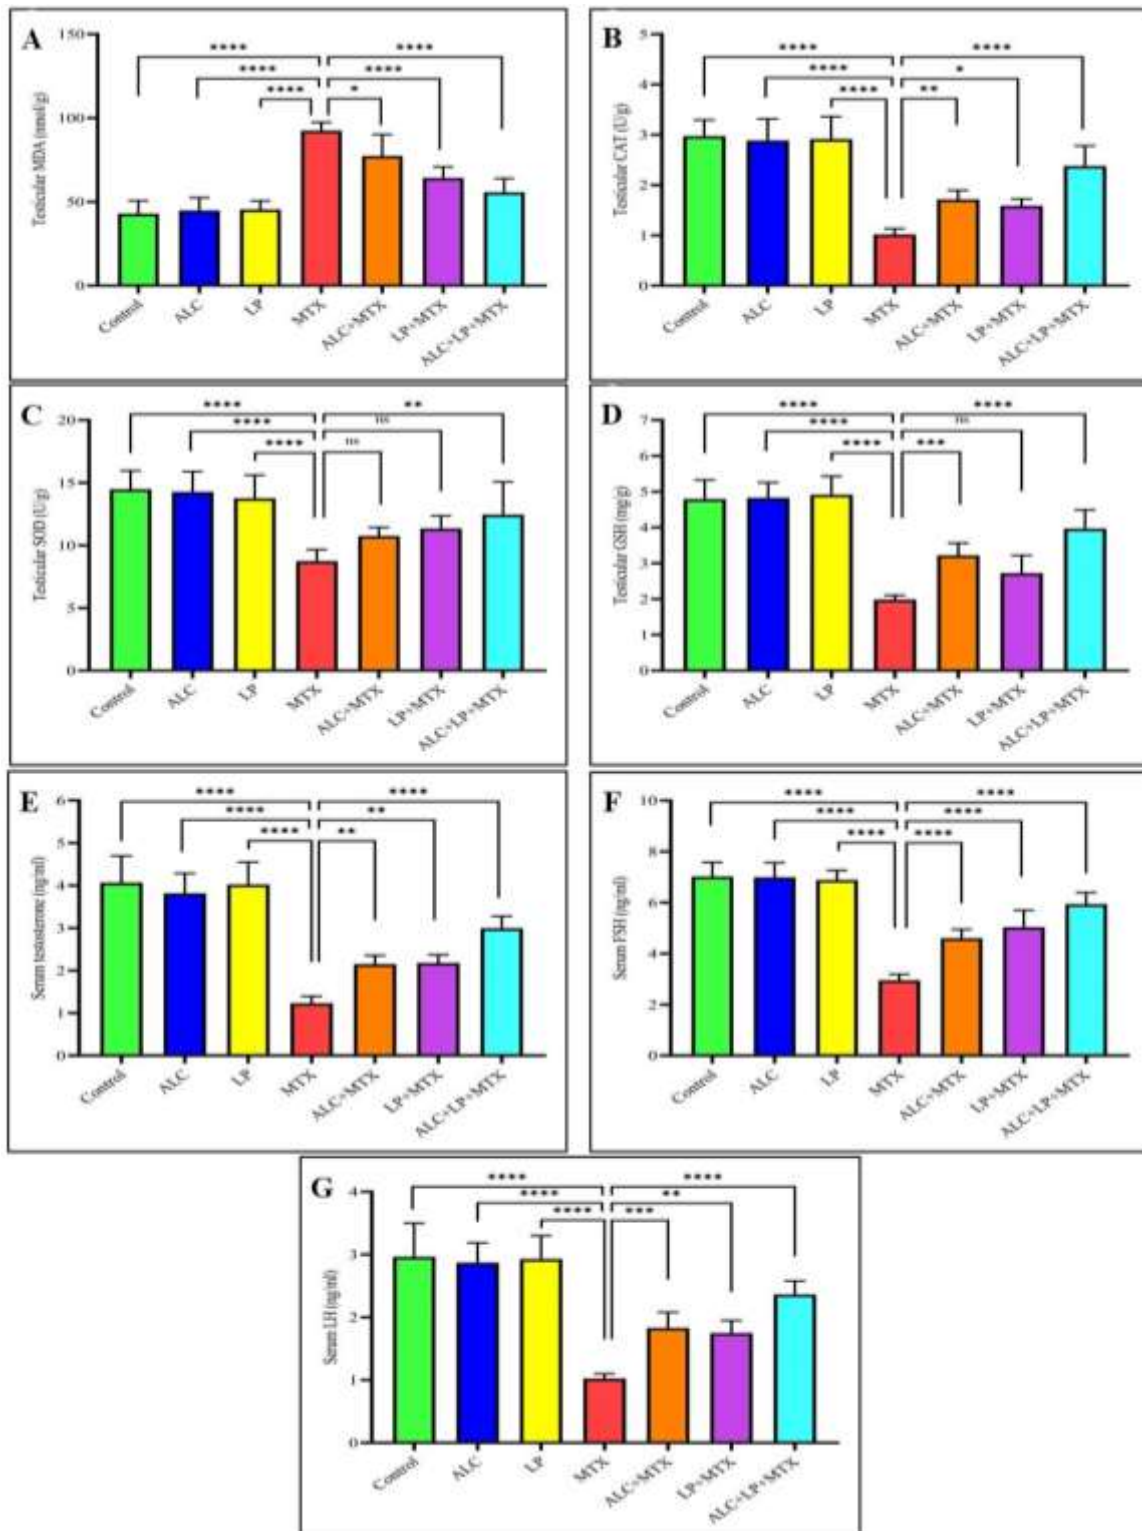 A
Testicular MDA (nmol/g)
150
100
50
0
**** ****
**** ****
**** *
Control ALC LP MTX ALC+MTX LP+MTX ALC+LP+MTX
B
Testicular CAT (U/g)
5
4
3
2
1
0
**** ****
**** *
**** **
Control ALC LP MTX ALC+MTX LP+MTX ALC+LP+MTX
C
Testicular SOD (U/g)
20
15
10
5
0
**** **
**** ns
**** ns
Control ALC LP MTX ALC+MTX LP+MTX ALC+LP+MTX
D
Testicular GSH (mg/g)
7
6
5
4
3
2
1
0
**** ****
**** ns
**** ***
Control ALC LP MTX ALC+MTX LP+MTX ALC+LP+MTX
E
Serum testosterone (ng/ml)
6
5
4
3
2
1
0
**** ****
**** **
**** **
Control ALC LP MTX ALC+MTX LP+MTX ALC+LP+MTX
F
Serum FSH (ng/ml)
10
8
6
4
2
0
**** ****
**** ****
**** ****
Control ALC LP MTX ALC+MTX LP+MTX ALC+LP+MTX
G
Serum LH (ng/ml)
4
3
2
1
0
**** ****
**** **
**** ***
Control ALC LP MTX ALC+MTX LP+MTX ALC+LP+MTX